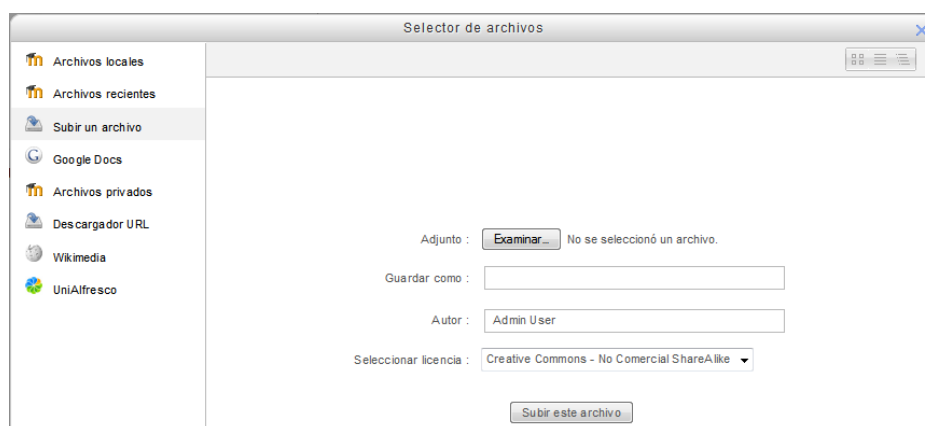 Selector de archivos
Archivos locales
Archivos recientes
Subir un archivo
Google Docs
Archivos privados
Descargador URL
Wikimedia
UniAlfresco
Adjunto : Examinar... No se seleccionó un archivo.
Guardar como :
Autor : Admin User
Seleccionar licencia : Creative Commons - No Comercial ShareAlike
Subir este archivo